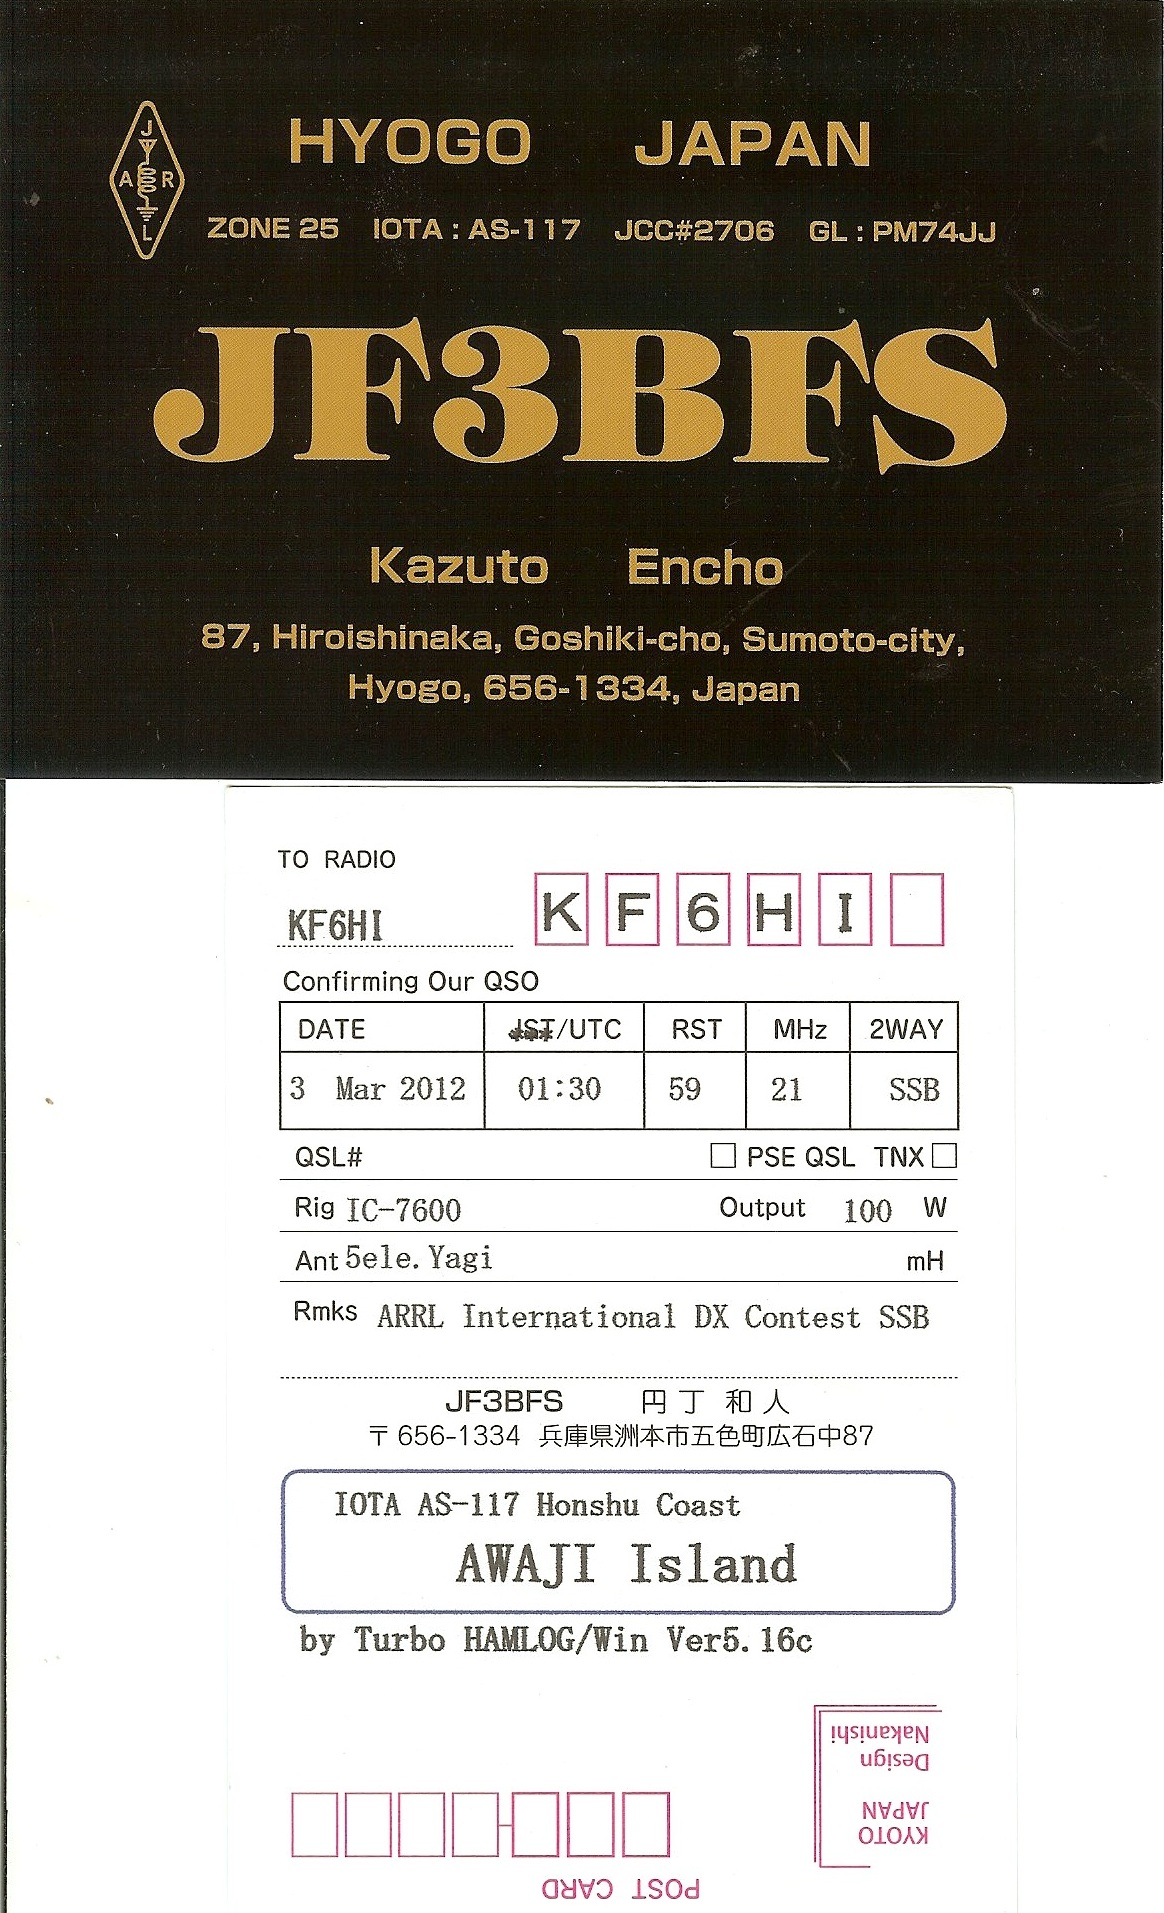 J
A R
L
HYOGO JAPAN
ZONE 25 IOTA : AS-117 JCC#2706 GL : PM74JJ
JF3BFS
Kazuto Encho
87, Hiroishinaka, Goshiki-cho, Sumoto-city,
Hyogo, 656-1334, Japan
TO RADIO
KF6HI
K F 6 H I
Confirming Our QSO
DATE JST/UTC RST MHz 2WAY
3 Mar 2012 01:30 59 21 SSB
QSL# □ PSE QSL TNX □
Rig IC-7600 Output 100 W
Ant 5ele.Yagi mH
Rmks ARRL International DX Contest SSB
JF3BFS 円丁 和人
〒656-1334 兵庫県洲本市五色町広石中87
IOTA AS-117 Honshu Coast
AWAJI Island
by Turbo HAMLOG/Win Ver5.16c
Nakanishi
Design
JAPAN
KYOTO
POST CARD